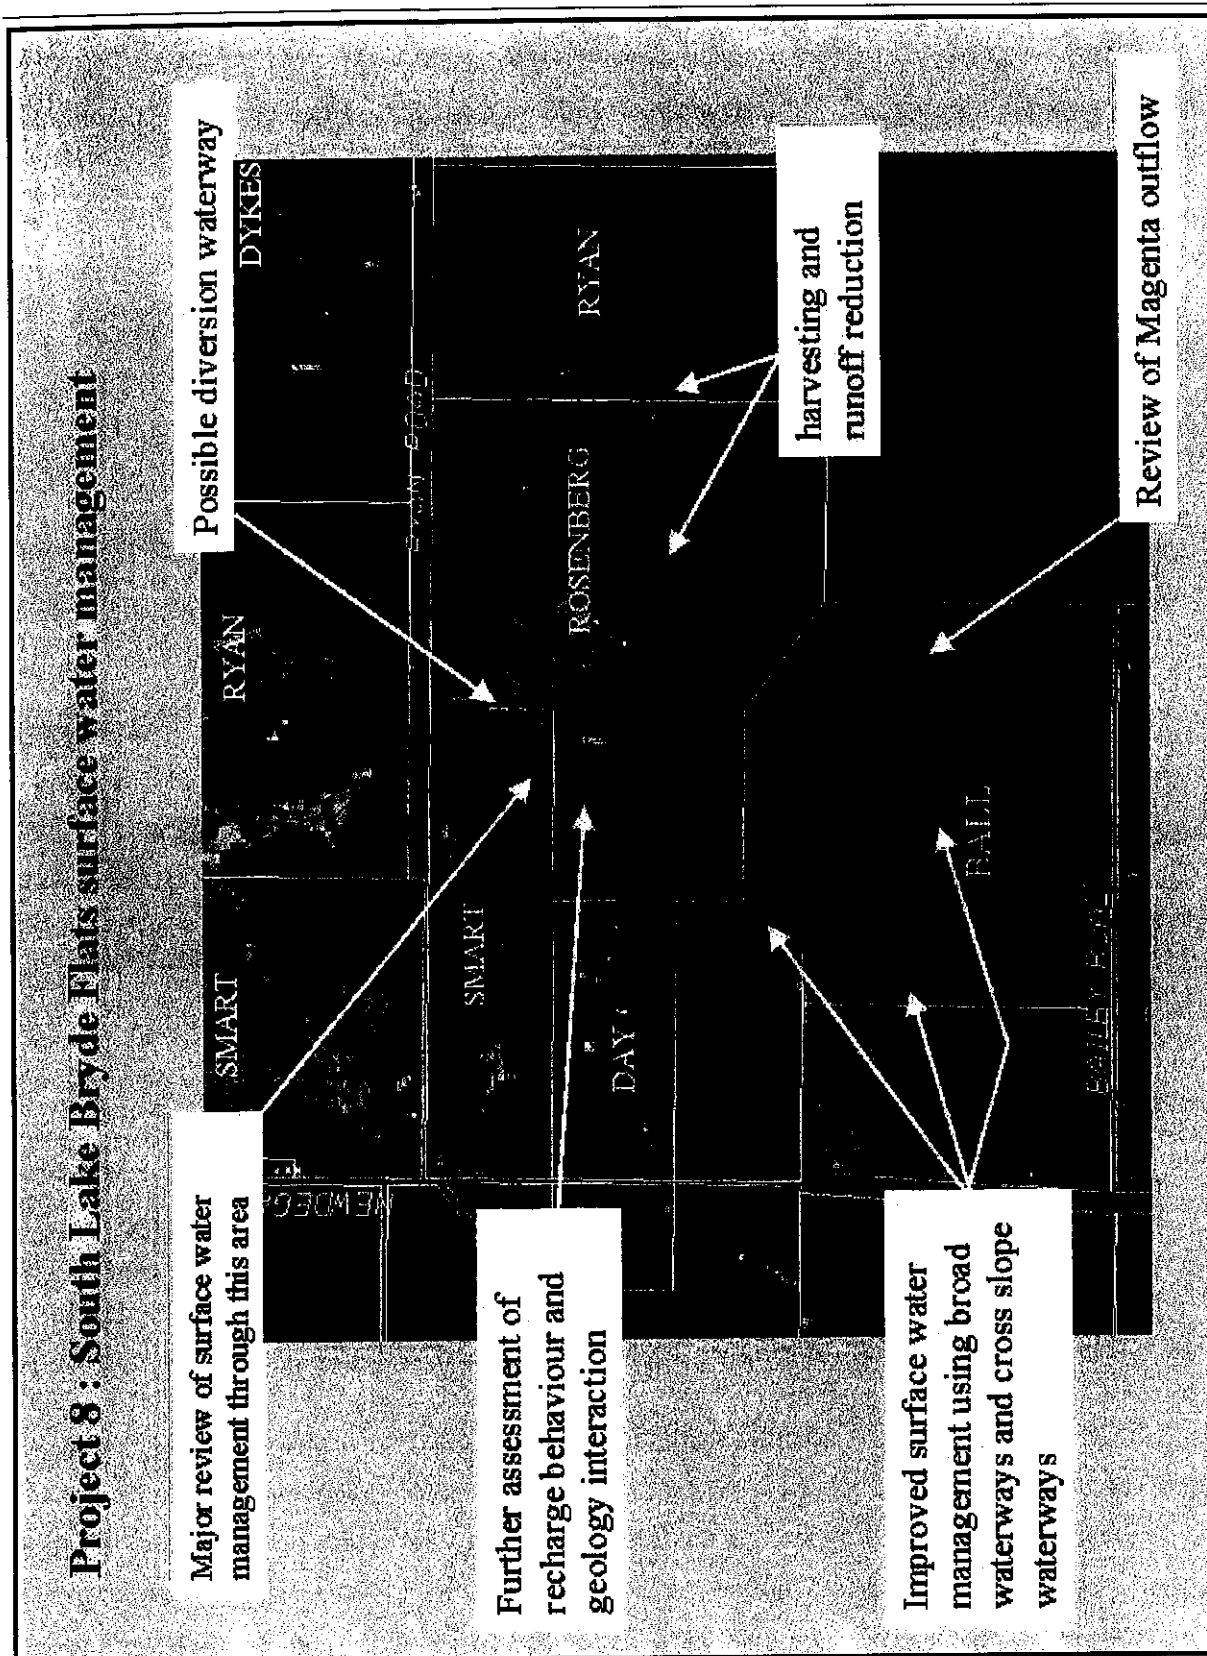 Project 8 : South Lake Bryde Flats surface water management
Major review of surface water
management through this area
Possible diversion waterway
SMART
RYAN
DYKES
NEWDEG
SMART
ROSENBERG
RYAN
DAY
Further assessment of
recharge behaviour and
geology interaction
harvesting and
runoff reduction
BALL
Improved surface water
management using broad
waterways and cross slope
waterways
Review of Magenta outflow